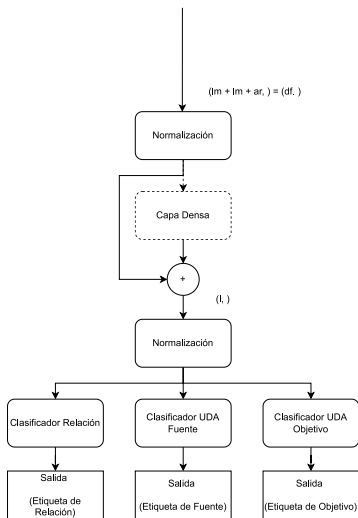 (lm + lm + ar, ) = (df, )
Normalización
Capa Densa
+
(l, )
Normalización
Clasificador Relación
Clasificador UDA
Fuente
Clasificador UDA
Objetivo
Salida
(Etiqueta de
Relación)
Salida
(Etiqueta de Fuente)
Salida
(Etiqueta de Objetivo)